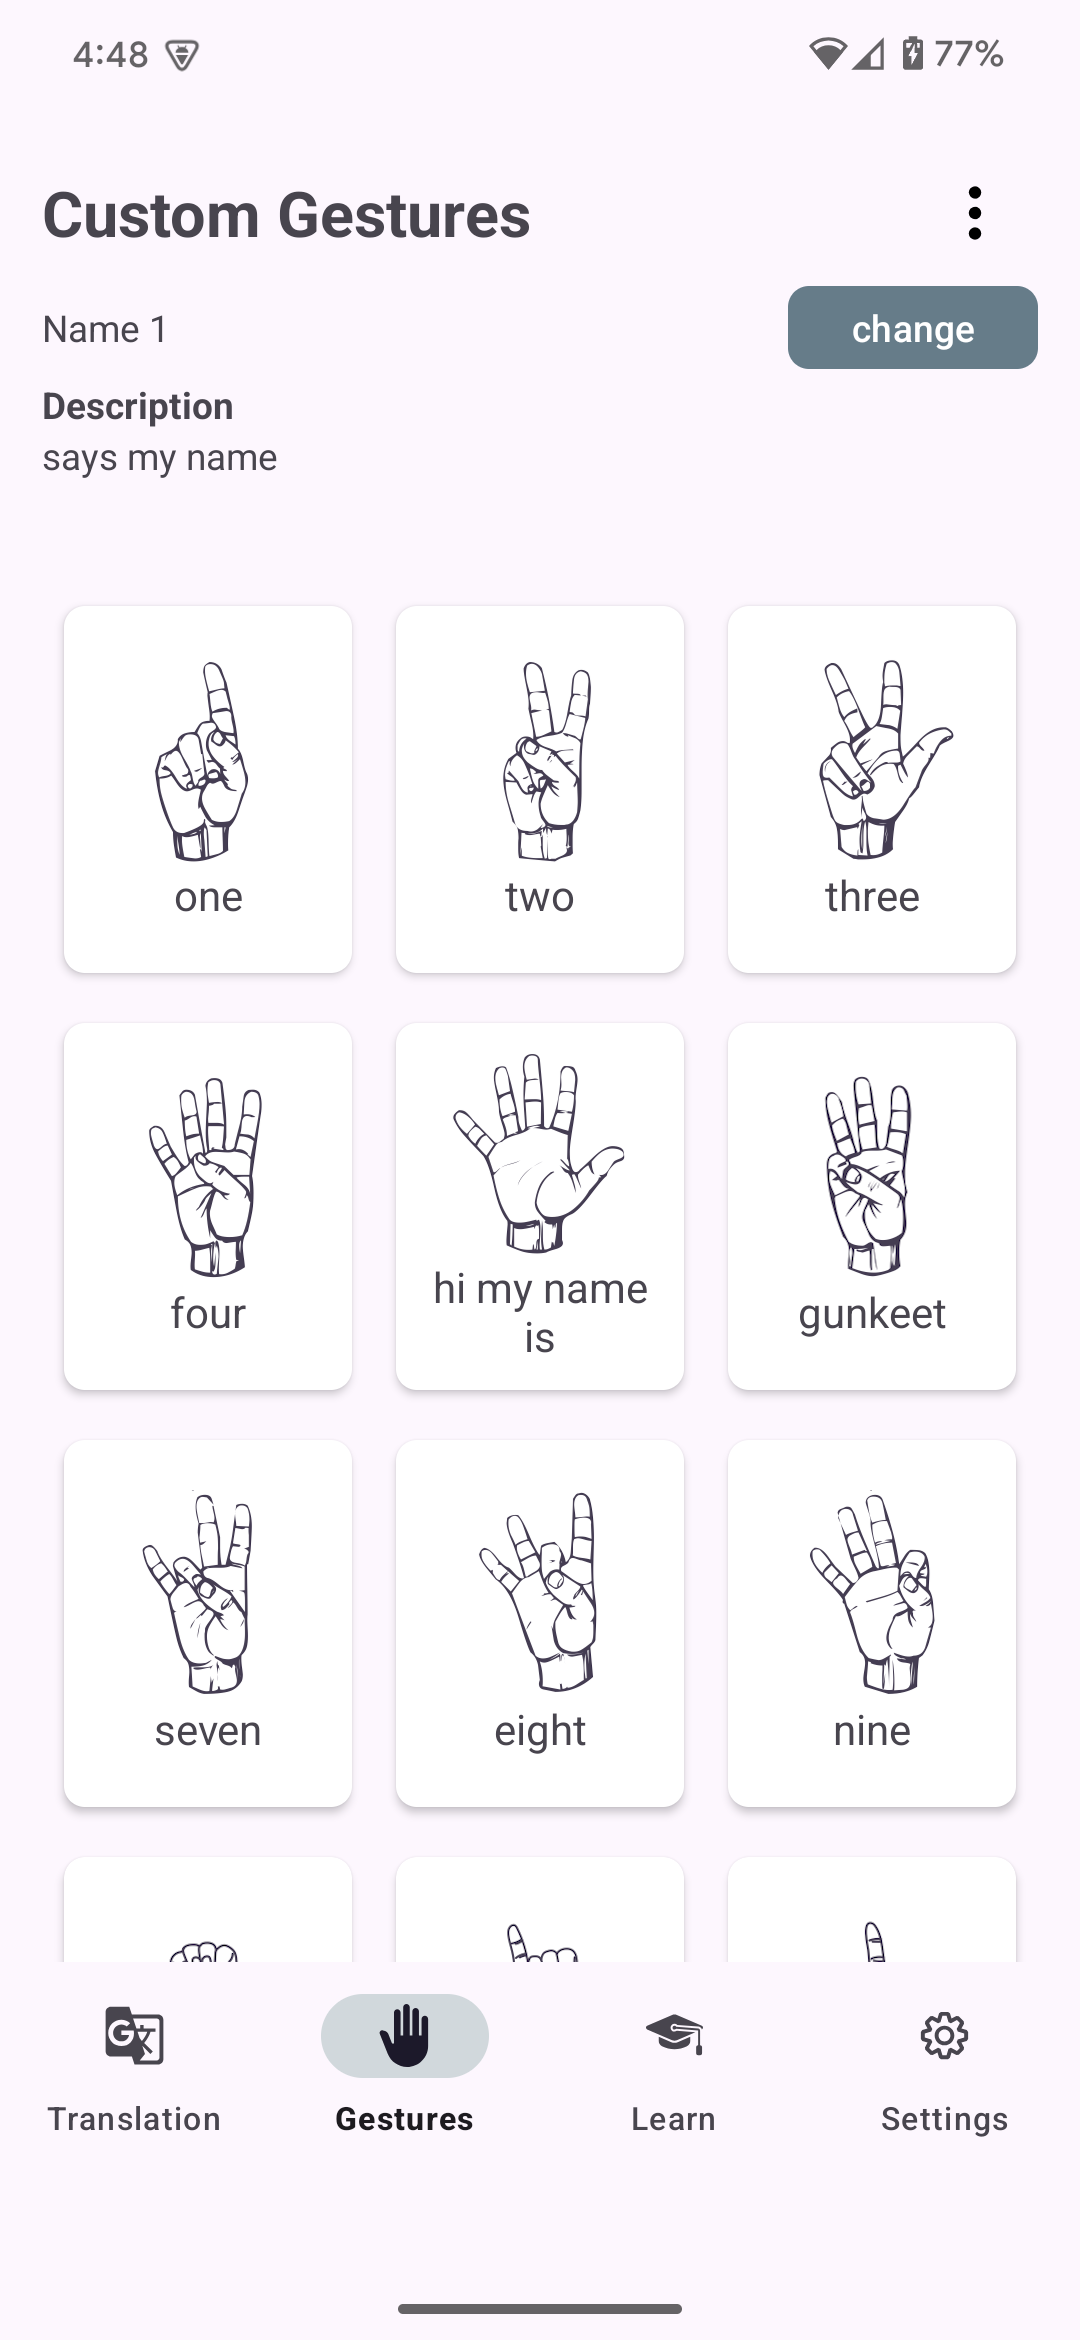 4:48
77%
Custom Gestures
Name 1
change
Description
says my name
one
two
three
four
hi my name
is
gunkeet
seven
eight
nine
Translation
Gestures
Learn
Settings